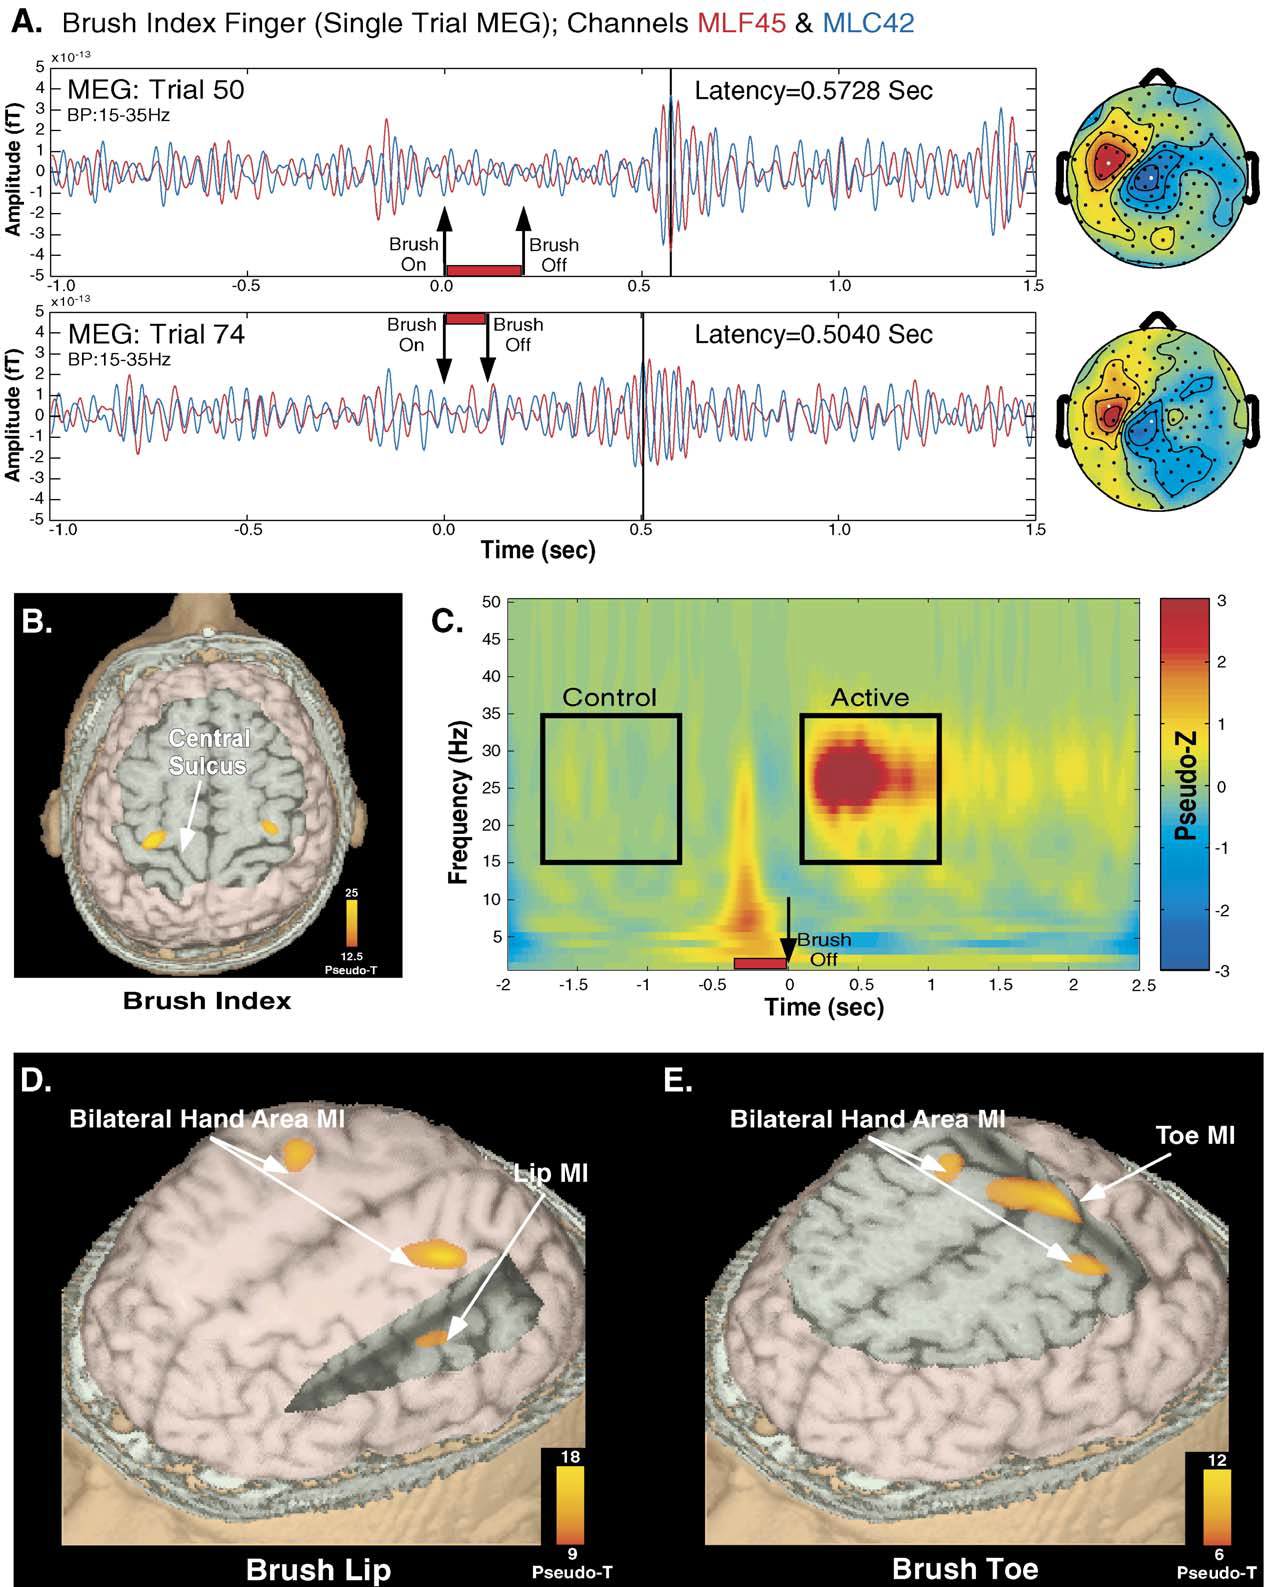 A. Brush Index Finger (Single Trial MEG); Channels MLF45 & MLC42
x10-13
MEG: Trial 50
BP:15-35Hz
Latency=0.5728 Sec
Amplitude (fT)
5
4
3
2
1
0
-1
-2
-3
-4
-5
Brush
On
Brush
Off
-1.0 -0.5 0.0 0.5 1.0 1.5
x10-13
MEG: Trial 74
BP:15-35Hz
Brush
On
Brush
Off
Latency=0.5040 Sec
Amplitude (fT)
5
4
3
2
1
0
-1
-2
-3
-4
-5
-1.0 -0.5 0.0 0.5 1.0 1.5
Time (sec)
B.
Central
Sulcus
25
12.5
Pseudo-T
Brush Index
C.
Frequency (Hz)
50
45
40
35
30
25
20
15
10
5
Control
Active
Brush
Off
-2 -1.5 -1 -0.5 0 0.5 1 1.5 2 2.5
Time (sec)
3
2
1
0
-1
-2
-3
Pseudo-Z
D.
Bilateral Hand Area MI
Lip MI
18
9
Pseudo-T
Brush Lip
E.
Bilateral Hand Area MI
Toe MI
12
6
Pseudo-T
Brush Toe